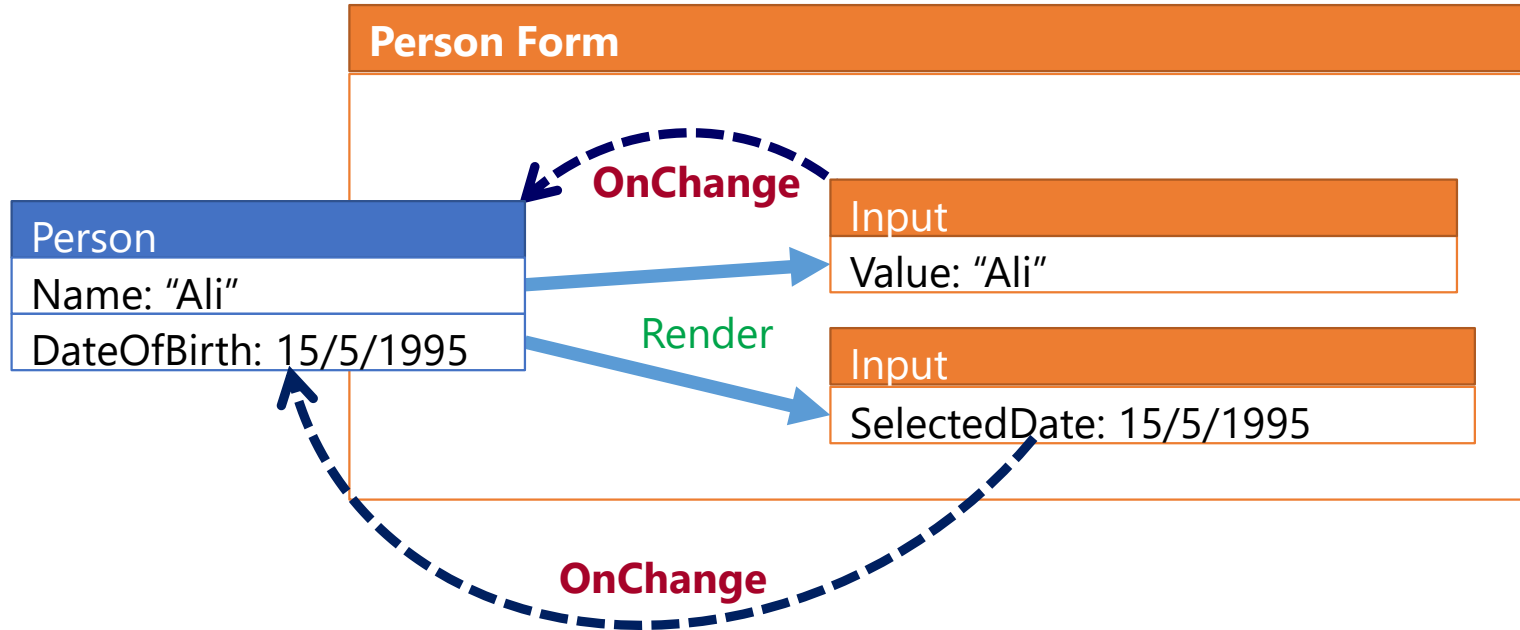 Person Form
OnChange
Person
Name: “Ali”
DateOfBirth: 15/5/1995
Input
Value: “Ali”
Render
Input
SelectedDate: 15/5/1995
OnChange